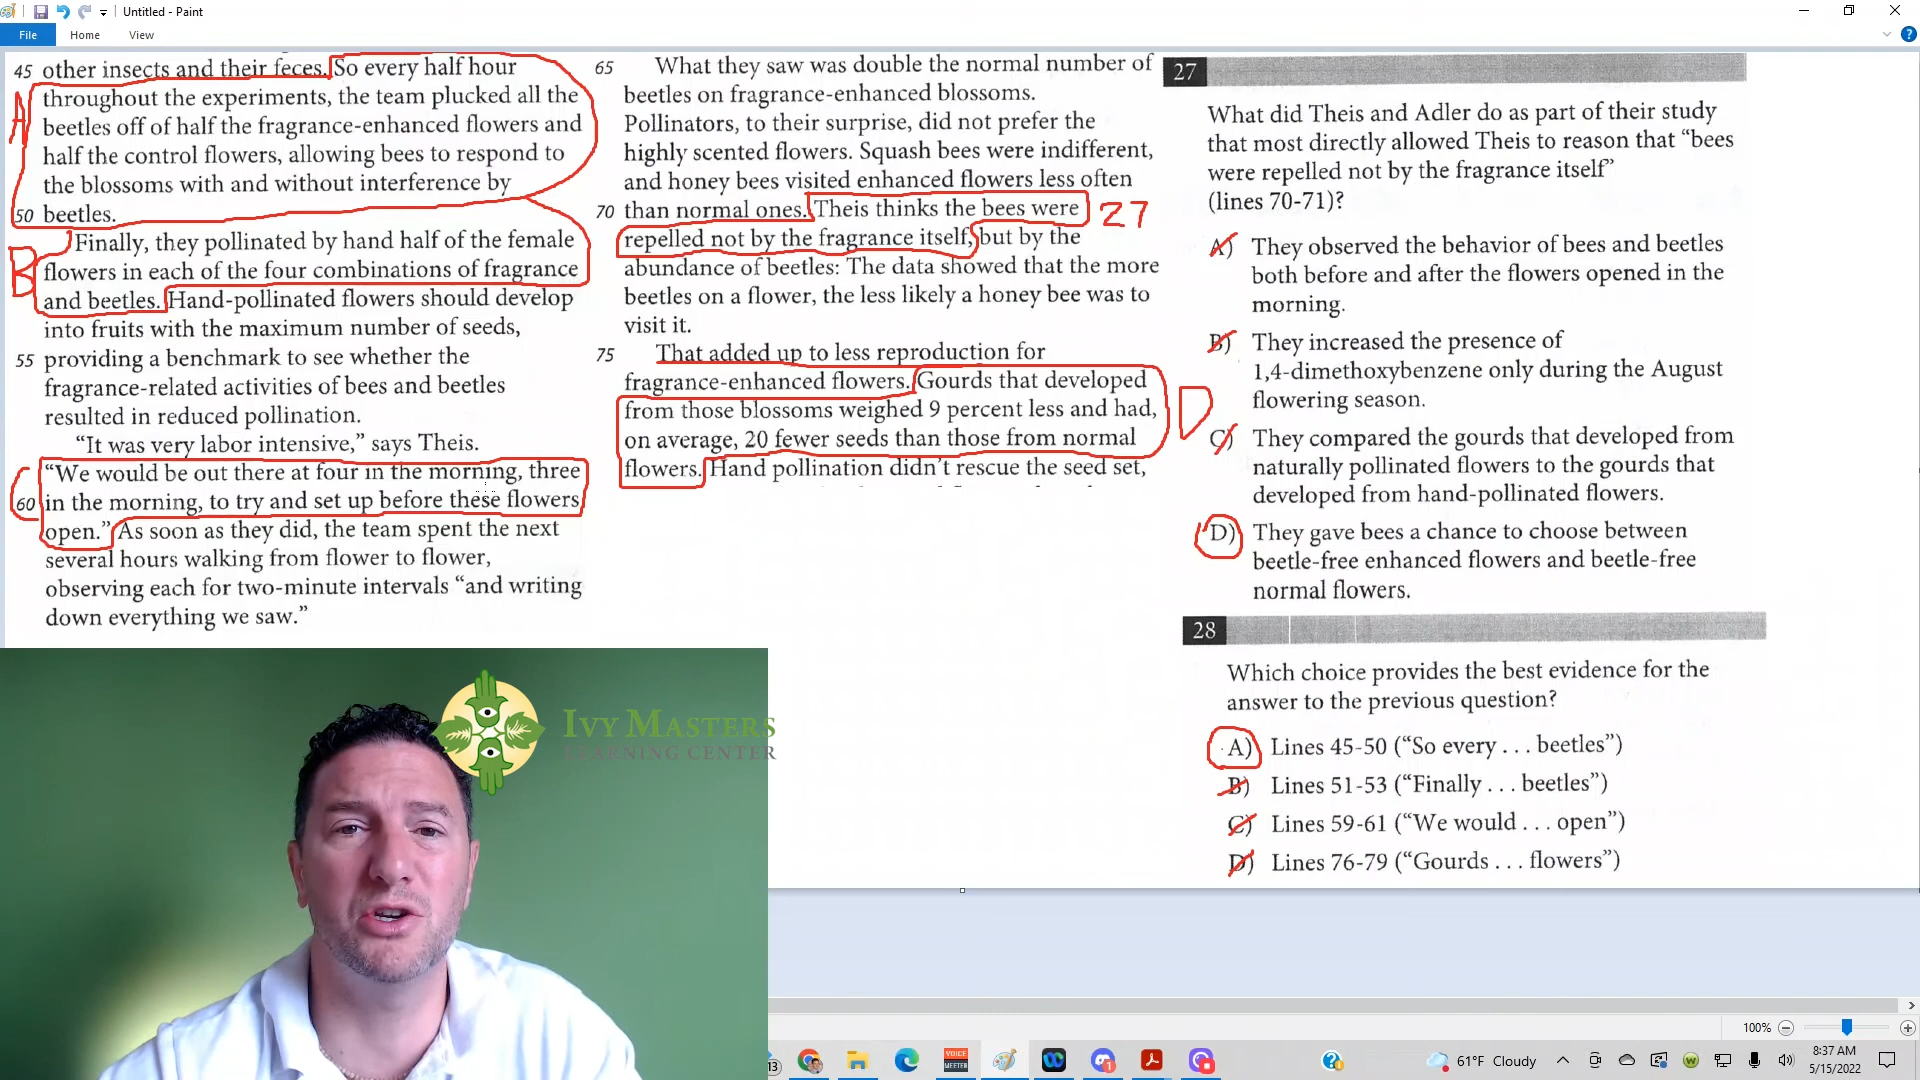 Untitled - Paint
File Home View
45 other insects and their feces. So every half hour
throughout the experiments, the team plucked all the
beetles off of half the fragrance-enhanced flowers and
half the control flowers, allowing bees to respond to
the blossoms with and without interference by
50 beetles.
A
Finally, they pollinated by hand half of the female
flowers in each of the four combinations of fragrance
and beetles. Hand-pollinated flowers should develop
into fruits with the maximum number of seeds,
55 providing a benchmark to see whether the
fragrance-related activities of bees and beetles
resulted in reduced pollination.
B
“It was very labor intensive,” says Theis.
“We would be out there at four in the morning, three
60 in the morning, to try and set up before these flowers
open.” As soon as they did, the team spent the next
several hours walking from flower to flower,
observing each for two-minute intervals “and writing
down everything we saw.”
C
65 What they saw was double the normal number of
beetles on fragrance-enhanced blossoms.
Pollinators, to their surprise, did not prefer the
highly scented flowers. Squash bees were indifferent,
and honey bees visited enhanced flowers less often
70 than normal ones. Theis thinks the bees were
repelled not by the fragrance itself, but by the
abundance of beetles: The data showed that the more
beetles on a flower, the less likely a honey bee was to
visit it.
27
75 That added up to less reproduction for
fragrance-enhanced flowers. Gourds that developed
from those blossoms weighed 9 percent less and had,
on average, 20 fewer seeds than those from normal
flowers. Hand pollination didn’t rescue the seed set,
D
27
What did Theis and Adler do as part of their study
that most directly allowed Theis to reason that “bees
were repelled not by the fragrance itself”
(lines 70-71)?
A) They observed the behavior of bees and beetles
both before and after the flowers opened in the
morning.
B) They increased the presence of
1,4-dimethoxybenzene only during the August
flowering season.
C) They compared the gourds that developed from
naturally pollinated flowers to the gourds that
developed from hand-pollinated flowers.
D) They gave bees a chance to choose between
beetle-free enhanced flowers and beetle-free
normal flowers.
28
Which choice provides the best evidence for the
answer to the previous question?
A) Lines 45-50 (“So every . . . beetles”)
B) Lines 51-53 (“Finally . . . beetles”)
C) Lines 59-61 (“We would . . . open”)
D) Lines 76-79 (“Gourds . . . flowers”)
IVY MASTERS
LEARNING CENTER
100%
13
VOICE
MEETER
61°F Cloudy
8:37 AM
5/15/2022